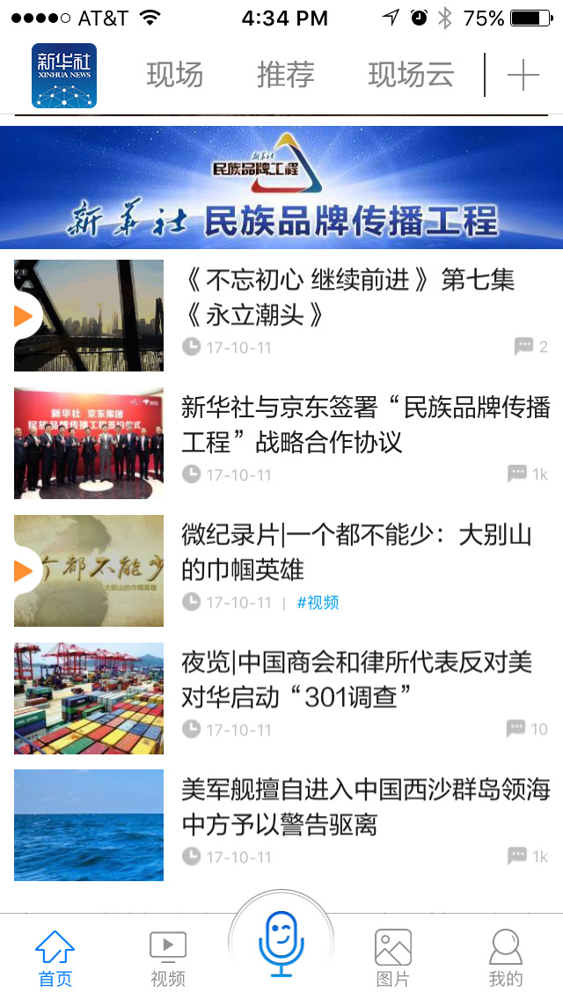 AT&T 4:34 PM 75%
新华社 现场 推荐 现场云
XINHUA NEWS
新华社
民族品牌工程
新华社 民族品牌传播工程
《不忘初心 继续前进》第七集
《永立潮头》
17-10-11 2
新华社 京东集团
民族品牌传播工程签约仪式
新华社与京东签署“民族品牌传播
工程”战略合作协议
17-10-11 1k
个都不能少
大别山的巾帼英雄
微纪录片|一个都不能少：大别山
的巾帼英雄
17-10-11 | #视频
夜览|中国商会和律所代表反对美
对华启动“301调查”
17-10-11 10
美军舰擅自进入中国西沙群岛领海
中方予以警告驱离
17-10-11 1k
首页 视频 图片 我的